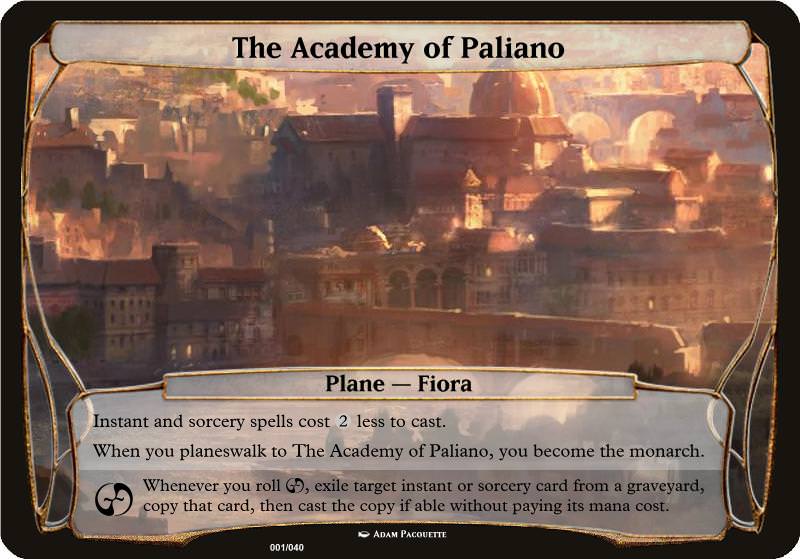 The Academy of Paliano
Plane — Fiora
Instant and sorcery spells cost 2 less to cast.
When you planeswalk to The Academy of Paliano, you become the monarch.
Whenever you roll , exile target instant or sorcery card from a graveyard,
copy that card, then cast the copy if able without paying its mana cost.
Adam Paquette
001/040